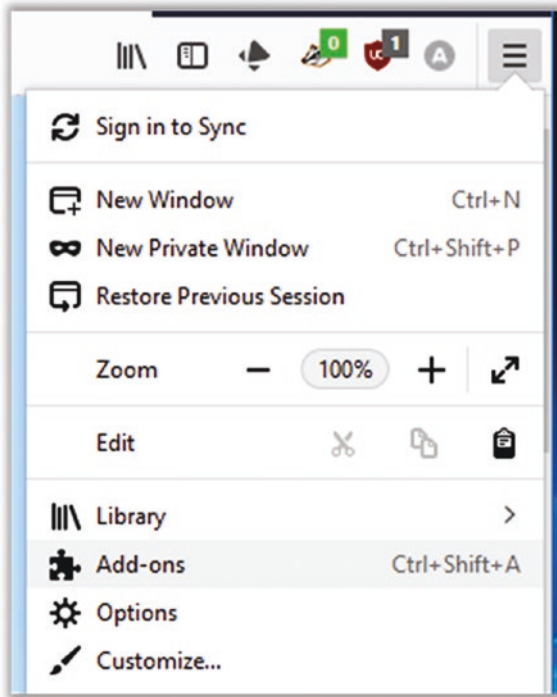 0
UO 1
A
Sign in to Sync
New Window Ctrl+N
New Private Window Ctrl+Shift+P
Restore Previous Session
Zoom − 100% +
Edit
Library >
Add-ons Ctrl+Shift+A
Options
Customize...